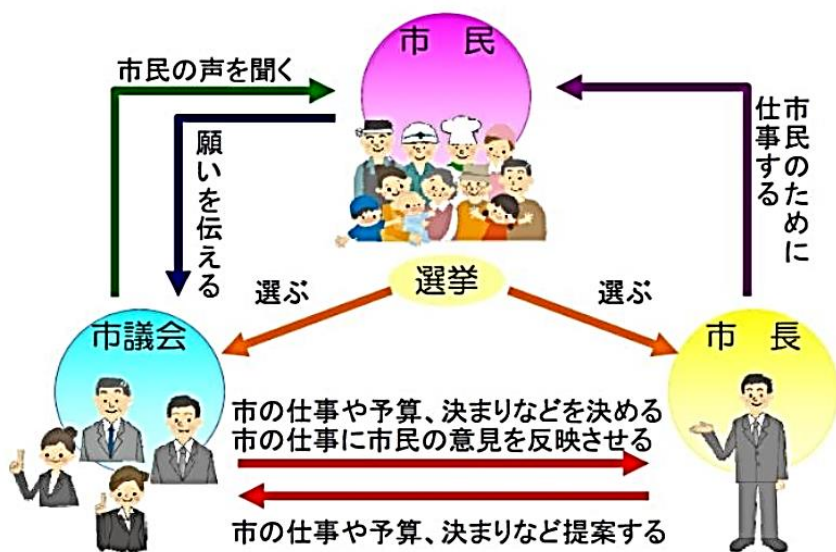 市 民
市民の声を聞く
願いを伝える
市民のために
仕事する
選挙
選ぶ
選ぶ
市議会
市 長
市の仕事や予算、決まりなどを決める
市の仕事に市民の意見を反映させる
市の仕事や予算、決まりなど提案する